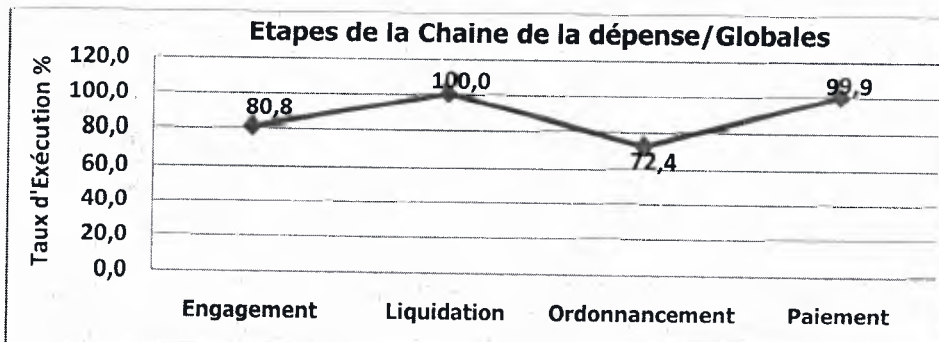 Etapes de la Chaine de la dépense/Globales
Taux d'Exécution %
120,0
100,0
80,0
60,0
40,0
20,0
0,0
80,8
100,0
72,4
99,9
Engagement
Liquidation
Ordonnancement
Paiement